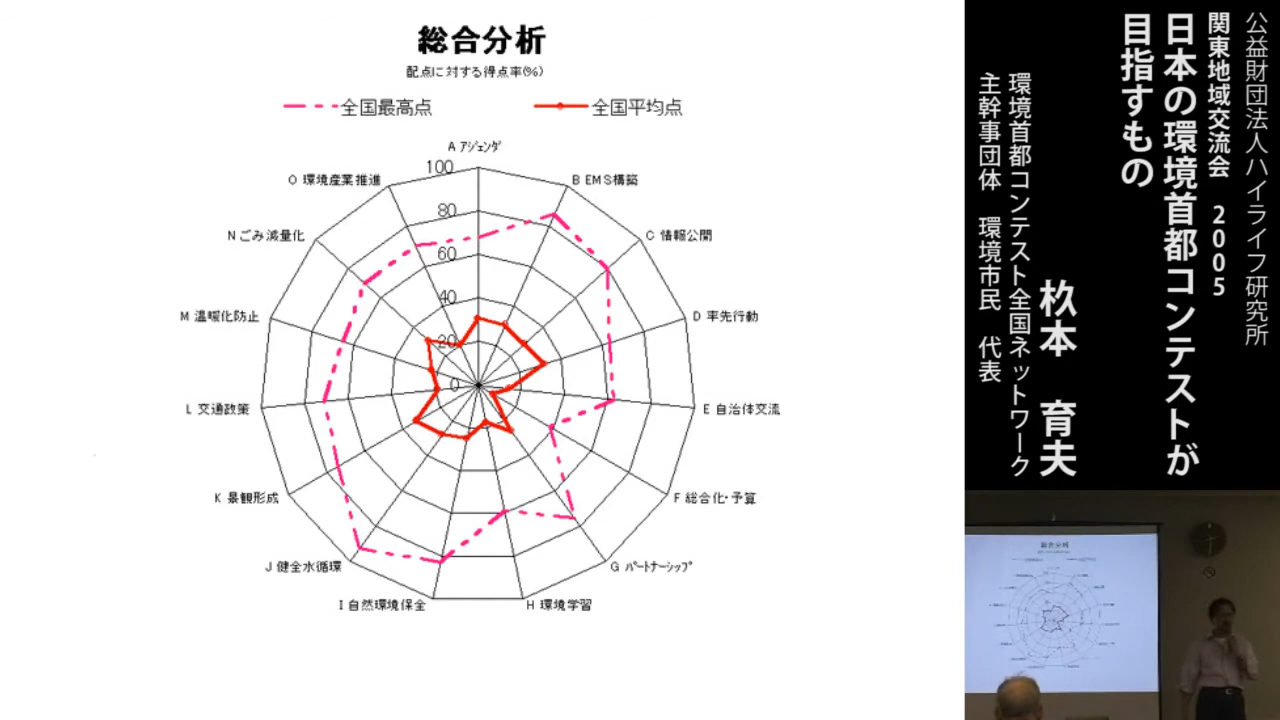 総合分析
配点に対する得点率(%)
全国最高点
全国平均点
A アジェンダ
B EMS構築
C 情報公開
D 率先行動
E 自治体交流
F 総合化・予算
G パートナーシップ
H 環境学習
I 自然環境保全
J 健全水循環
K 景観形成
L 交通政策
M 温暖化防止
N ごみ減量化
O 環境産業推進
100
80
60
40
20
0
公益財団法人ハイライフ研究所
関東地域交流会 2005
日本の環境首都コンテストが
目指すもの
環境首都コンテスト全国ネットワーク
主幹事団体 環境市民 代表
杦本 育夫
総合分析